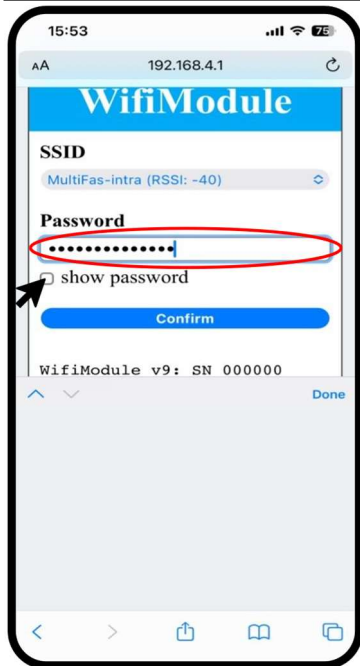 15:53
75
AA 192.168.4.1
WifiModule
SSID
MultiFas-intra (RSSI: -40)
Password
••••••••••••••
show password
Confirm
WifiModule v9: SN 000000
Done